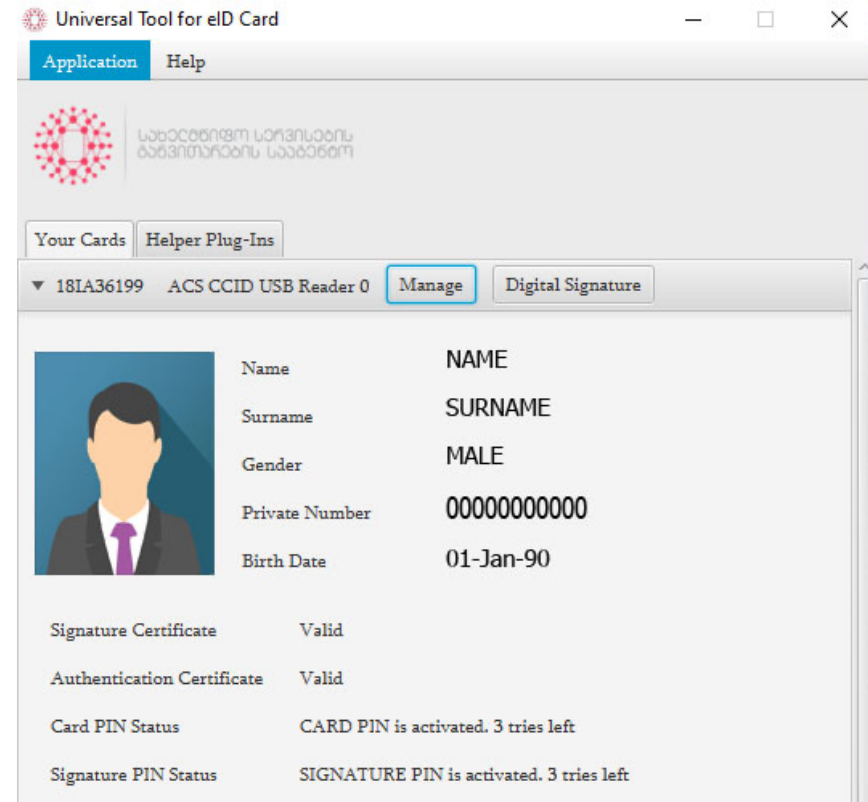 Universal Tool for eID Card
Application Help
სახელმწიფო სერვისების
განვითარების სააგენტო
Your Cards Helper Plug-Ins
18IA36199 ACS CCID USB Reader 0 Manage Digital Signature
Name NAME
Surname SURNAME
Gender MALE
Private Number 00000000000
Birth Date 01-Jan-90
Signature Certificate Valid
Authentication Certificate Valid
Card PIN Status CARD PIN is activated. 3 tries left
Signature PIN Status SIGNATURE PIN is activated. 3 tries left